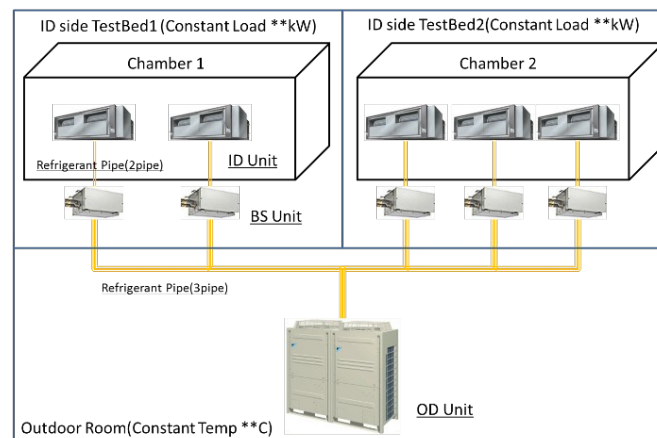 ID side TestBed1 (Constant Load **kW)
ID side TestBed2(Constant Load **kW)
Chamber 1
Chamber 2
Refrigerant Pipe(2pipe)
ID Unit
BS Unit
Refrigerant Pipe(3pipe)
OD Unit
Outdoor Room(Constant Temp **C)